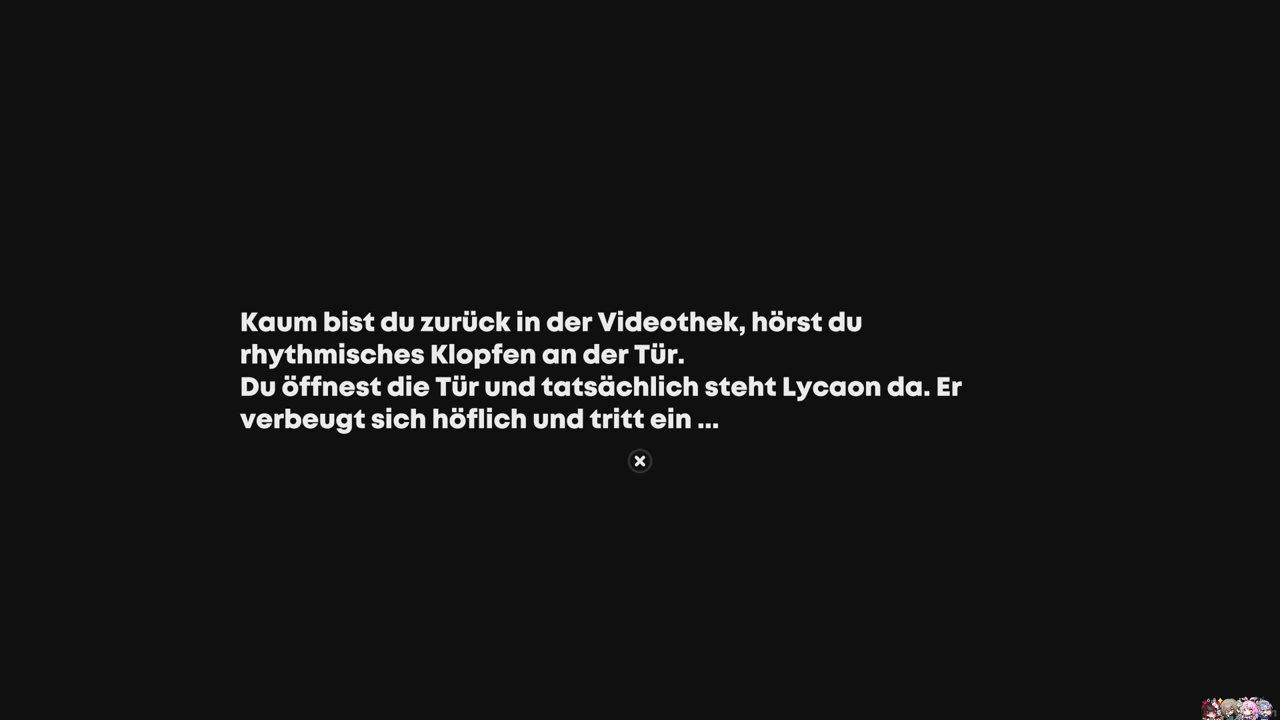 Kaum bist du zurück in der Videothek, hörst du
rhythmisches Klopfen an der Tür.
Du öffnest die Tür und tatsächlich steht Lycaon da. Er
verbeugt sich höflich und tritt ein ...